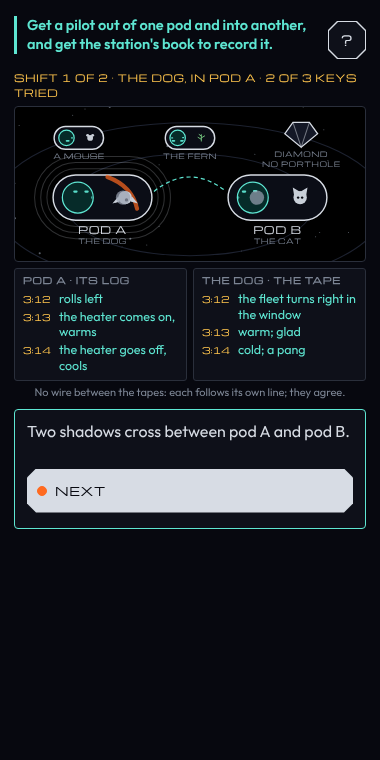 Get a pilot out of one pod and into another,
and get the station's book to record it.
?
SHIFT 1 OF 2 · THE DOG, IN POD A · 2 OF 3 KEYS
TRIED
A MOUSE
THE FERN
DIAMOND
NO PORTHOLE
POD A
THE DOG
POD B
THE CAT
POD A · ITS LOG
3:12 rolls left
3:13 the heater comes on,
warms
3:14 the heater goes off,
cools
THE DOG · THE TAPE
3:12 the fleet turns right in
the window
3:13 warm; glad
3:14 cold; a pang
No wire between the tapes: each follows its own line; they agree.
Two shadows cross between pod A and pod B.
NEXT